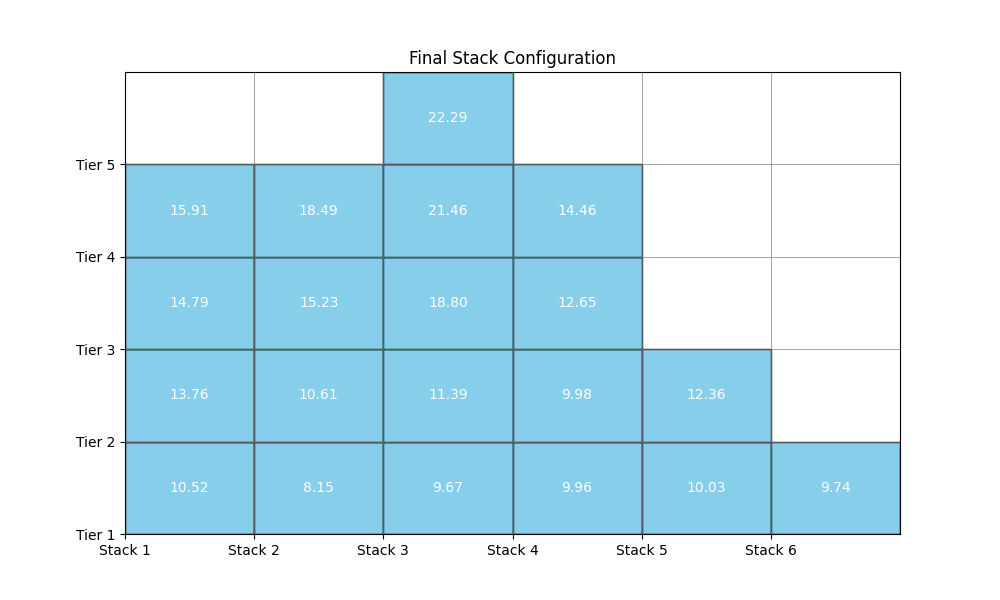 Final Stack Configuration
22.29
Tier 5
15.91 18.49 21.46 14.46
Tier 4
14.79 15.23 18.80 12.65
Tier 3
13.76 10.61 11.39 9.98 12.36
Tier 2
10.52 8.15 9.67 9.96 10.03 9.74
Tier 1
Stack 1 Stack 2 Stack 3 Stack 4 Stack 5 Stack 6